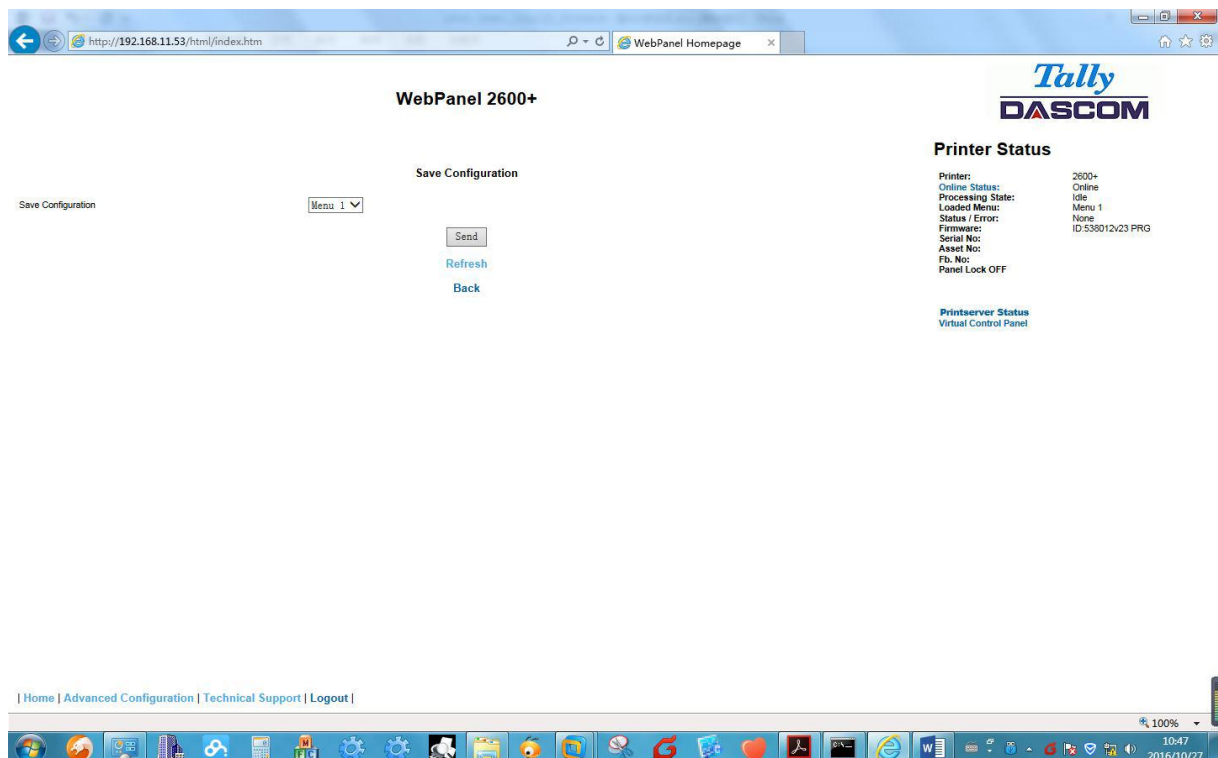 http://192.168.11.53/html/index.htm
WebPanel Homepage
WebPanel 2600+
Tally
DASCOM
Save Configuration
Save Configuration
Menu 1
Send
Refresh
Back
Printer Status
Printer: 2600+
Online Status: Online
Processing State: Idle
Loaded Menu: Menu 1
Status / Error: None
Firmware: ID:538012v23 PRG
Serial No:
Asset No:
Fb. No:
Panel Lock OFF
Printserver Status
Virtual Control Panel
| Home | Advanced Configuration | Technical Support | Logout |
100%
10:47
2016/10/27